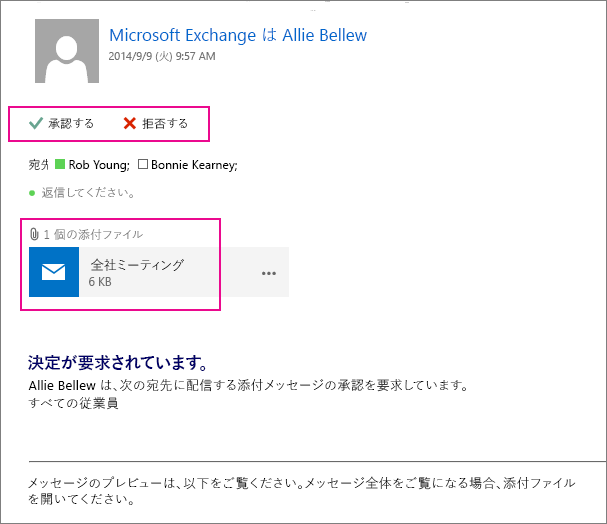 Microsoft Exchange は Allie Bellew
2014/9/9 (火) 9:57 AM
承認する 拒否する
宛先 Rob Young; Bonnie Kearney;
返信してください。
1 個の添付ファイル
全社ミーティング
6 KB
決定が要求されています。
Allie Bellew は、次の宛先に配信する添付メッセージの承認を要求しています。
すべての従業員
メッセージのプレビューは、以下をご覧ください。メッセージ全体をご覧になる場合、添付ファイル
を開いてください。